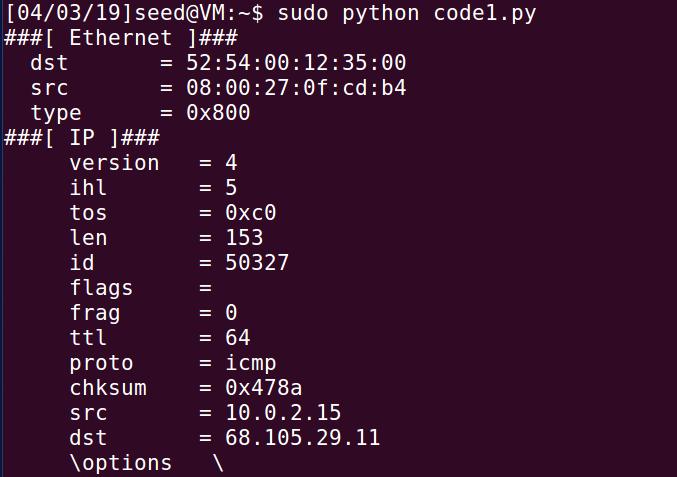 [04/03/19]seed@VM:~$ sudo python code1.py
###[ Ethernet ]###
  dst       = 52:54:00:12:35:00
  src       = 08:00:27:0f:cd:b4
  type      = 0x800
###[ IP ]###
     version   = 4
     ihl       = 5
     tos       = 0xc0
     len       = 153
     id        = 50327
     flags     =
     frag      = 0
     ttl       = 64
     proto     = icmp
     chksum    = 0x478a
     src       = 10.0.2.15
     dst       = 68.105.29.11
     \options   \